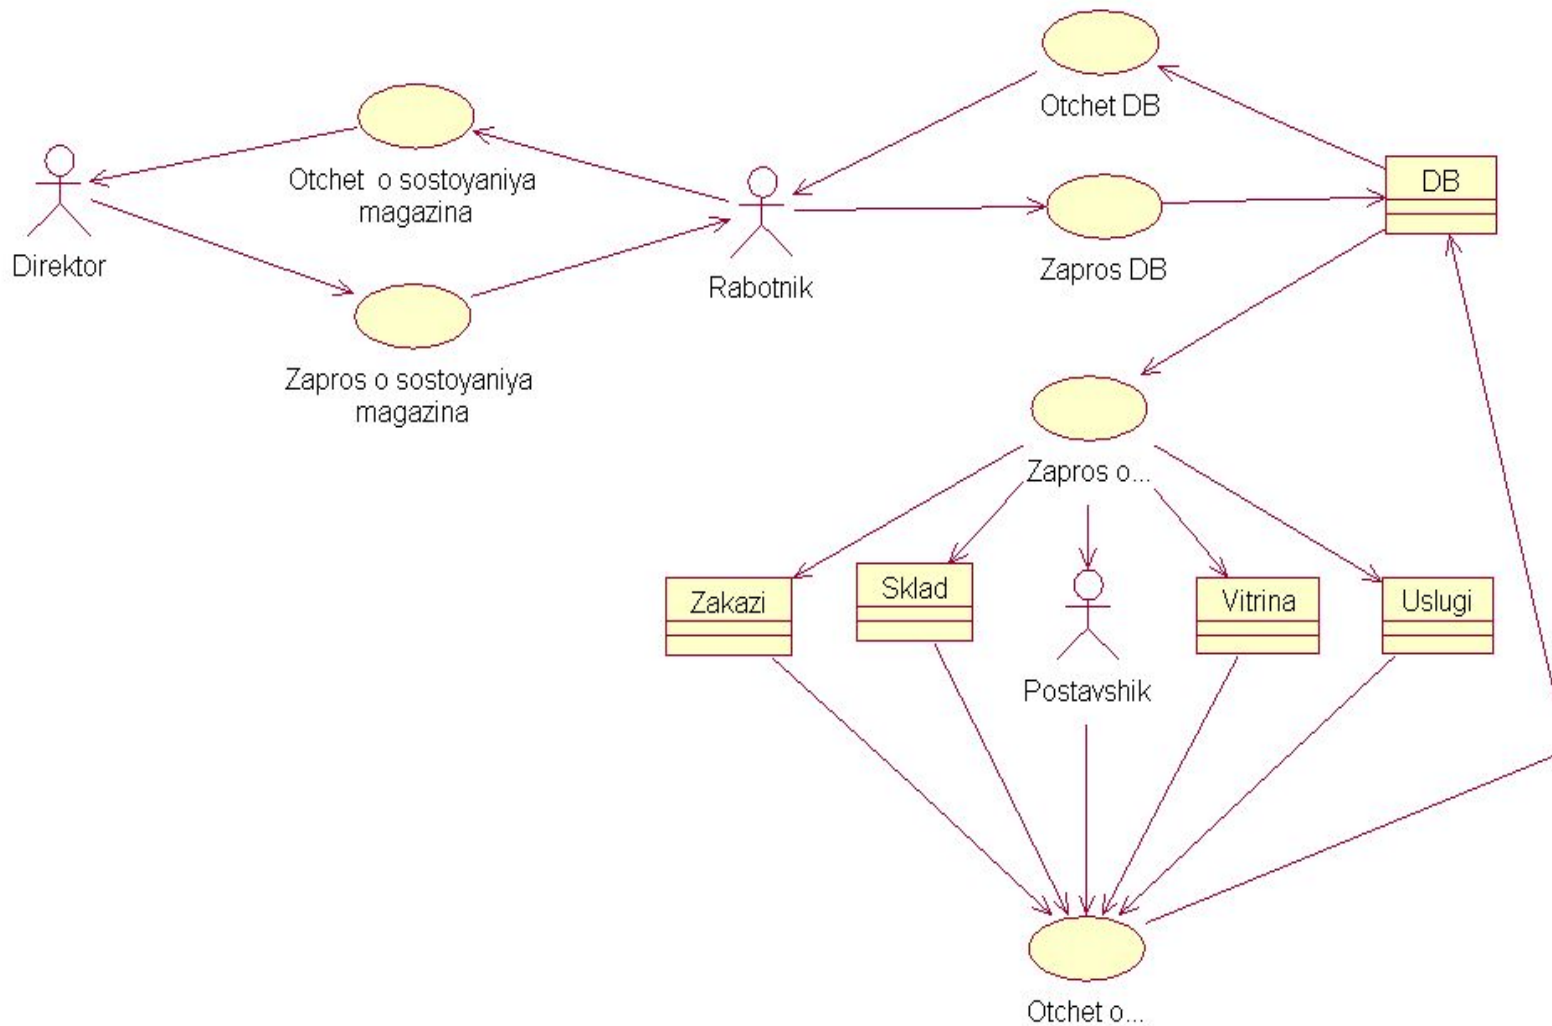 Otchet DB
DB
Otchet o sostoyaniya
magazina
Direktor
Rabotnik
Zapros DB
Zapros o sostoyaniya
magazina
Zapros o...
Zakazi
Sklad
Vitrina
Uslugi
Postavshik
Otchet o...